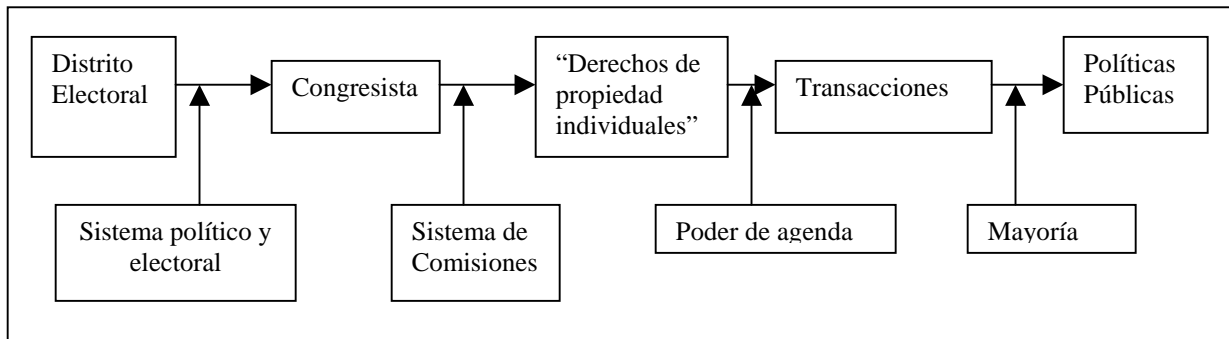 Distrito
Electoral
Congresista
“Derechos de
propiedad
individuales”
Transacciones
Políticas
Públicas
Sistema político y
electoral
Sistema de
Comisiones
Poder de agenda
Mayoría